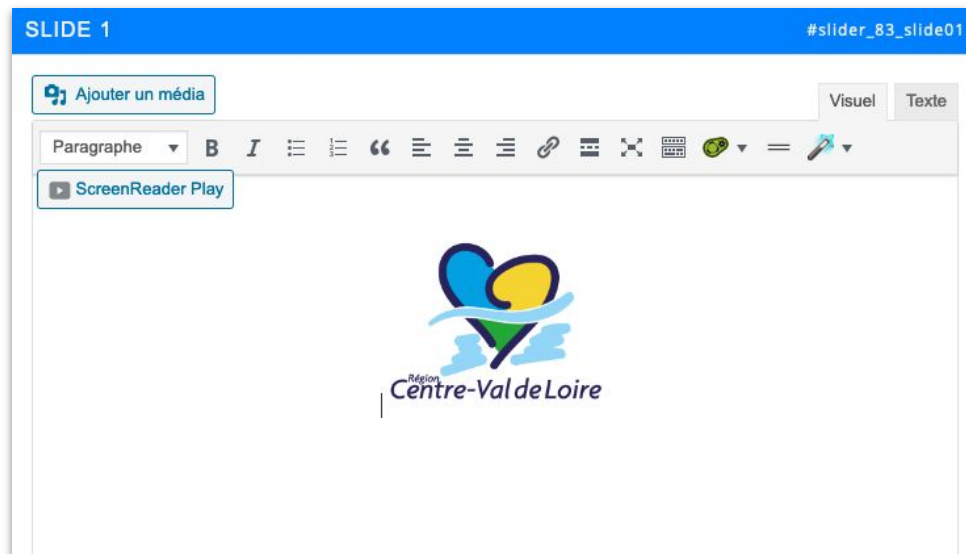 SLIDE 1 #slider_83_slide01
Ajouter un média
Visuel Texte
Paragraphe B I
ScreenReader Play
Région
Centre-Val de Loire